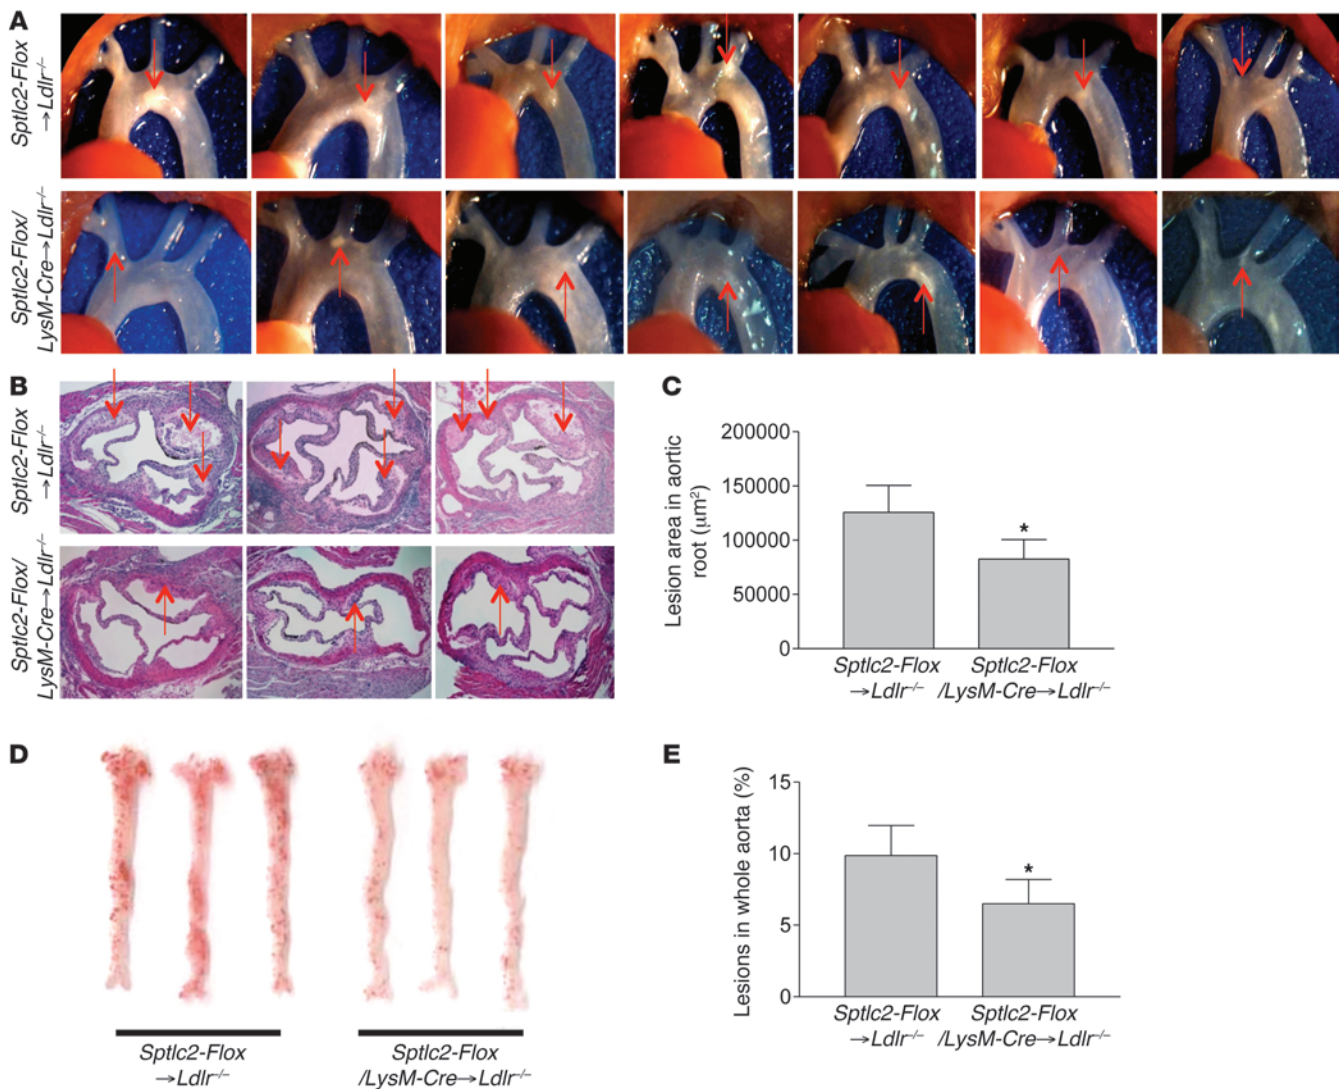 A
Sptlc2-Flox
→Ldlr–/–
Sptlc2-Flox/
LysM-Cre→Ldlr–/–
B
Sptlc2-Flox
→Ldlr–/–
Sptlc2-Flox/
LysM-Cre→Ldlr–/–
C
Lesion area in aortic
root (μm²)
200000
150000
100000
50000
0
*
Sptlc2-Flox
→Ldlr–/–
Sptlc2-Flox
/LysM-Cre→Ldlr–/–
D
Sptlc2-Flox
→Ldlr–/–
Sptlc2-Flox
/LysM-Cre→Ldlr–/–
E
Lesions in whole aorta (%)
15
10
5
0
*
Sptlc2-Flox
→Ldlr–/–
Sptlc2-Flox
/LysM-Cre→Ldlr–/–